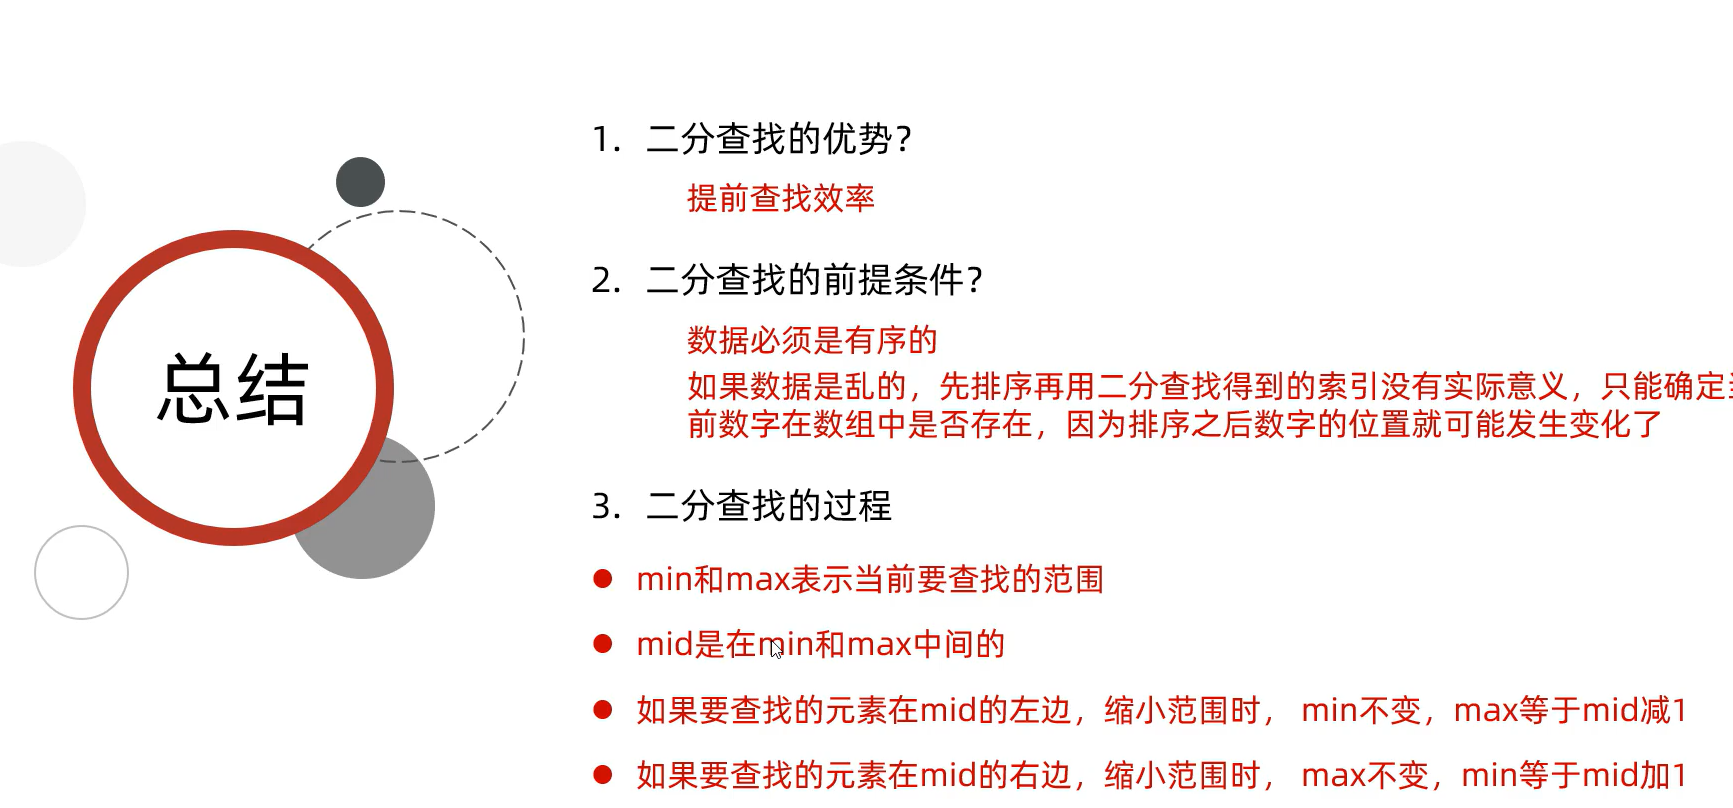 总结
1. 二分查找的优势?
提前查找效率
2. 二分查找的前提条件?
数据必须是有序的
如果数据是乱的，先排序再用二分查找得到的索引没有实际意义，只能确定
前数字在数组中是否存在，因为排序之后数字的位置就可能发生变化了
3. 二分查找的过程
● min和max表示当前要查找的范围
● mid是在min和max中间的
● 如果要查找的元素在mid的左边，缩小范围时， min不变，max等于mid减1
● 如果要查找的元素在mid的右边，缩小范围时， max不变，min等于mid加1